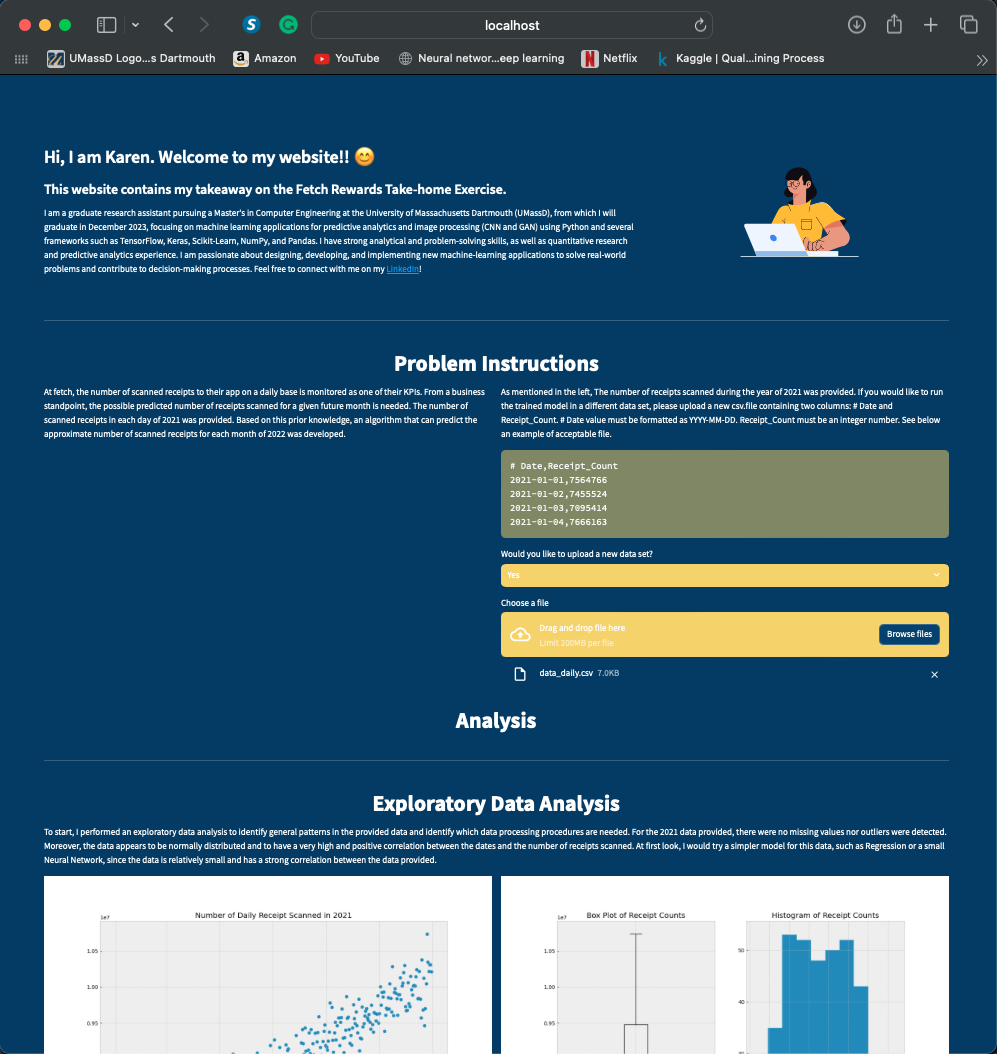 localhost
UMassD Logo...s Dartmouth
Amazon
YouTube
Neural networ...eep learning
Netflix
Kaggle | Qual...ining Process
Hi, I am Karen. Welcome to my website!! 😊
This website contains my takeaway on the Fetch Rewards Take-home Exercise.
I am a graduate research assistant pursuing a Master's in Computer Engineering at the University of Massachusetts Dartmouth (UMassD), from which I will
graduate in December 2023, focusing on machine learning applications for predictive analytics and image processing (CNN and GAN) using Python and several
frameworks such as TensorFlow, Keras, Scikit-Learn, NumPy, and Pandas. I have strong analytical and problem-solving skills, as well as quantitative research
and predictive analytics experience. I am passionate about designing, developing, and implementing new machine-learning applications to solve real-world
problems and contribute to decision-making processes. Feel free to connect with me on my LinkedIn!
Problem Instructions
At fetch, the number of scanned receipts to their app on a daily base is monitored as one of their KPIs. From a business
standpoint, the possible predicted number of receipts scanned for a given future month is needed. The number of
scanned receipts in each day of 2021 was provided. Based on this prior knowledge, an algorithm that can predict the
approximate number of scanned receipts for each month of 2022 was developed.
As mentioned in the left, The number of receipts scanned during the year of 2021 was provided. If you would like to run
the trained model in a different data set, please upload a new csv.file containing two columns: # Date and
Receipt_Count. # Date value must be formatted as YYYY-MM-DD. Receipt_Count must be an integer number. See below
an example of acceptable file.
# Date,Receipt_Count
2021-01-01,7564766
2021-01-02,7455524
2021-01-03,7095414
2021-01-04,7666163
Would you like to upload a new data set?
Yes
Choose a file
Drag and drop file here
Limit 200MB per file
Browse files
data_daily.csv 7.0KB
Analysis
Exploratory Data Analysis
To start, I performed an exploratory data analysis to identify general patterns in the provided data and identify which data processing procedures are needed. For the 2021 data provided, there were no missing values nor outliers were detected.
Moreover, the data appears to be normally distributed and to have a very high and positive correlation between the dates and the number of receipts scanned. At first look, I would try a simpler model for this data, such as Regression or a small
Neural Network, since the data is relatively small and has a strong correlation between the data provided.
Number of Daily Receipt Scanned in 2021
1e7
1.05
1.00
0.95
Box Plot of Receipt Counts
1e7
1.05
1.00
0.95
Histogram of Receipt Counts
50
40